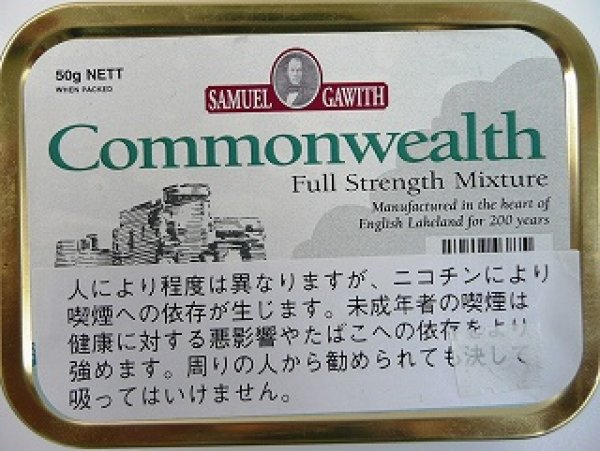 50g NETT
WHEN PACKED
SAMUEL GAWITH
Commonwealth
Full Strength Mixture
Manufactured in the heart of
English Lakeland for 200 years
人により程度は異なりますが、ニコチンにより
喫煙への依存が生じます。未成年者の喫煙は
健康に対する悪影響やたばこへの依存をより
強めます。周りの人から勧められても決して
吸ってはいけません。